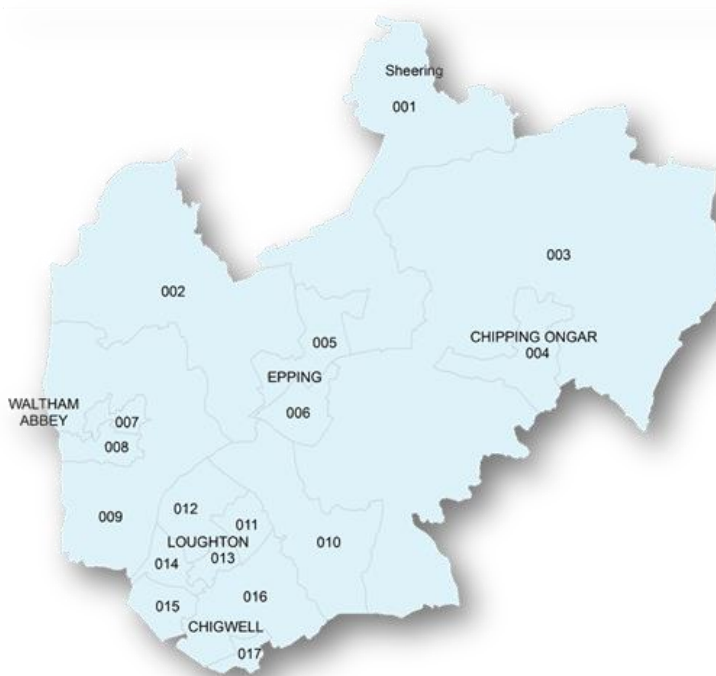 Sheering
001
003
002
CHIPPING ONGAR
004
005
EPPING
006
WALTHAM
ABBEY
007
008
009
012
011
LOUGHTON
013
010
014
016
015
CHIGWELL
017